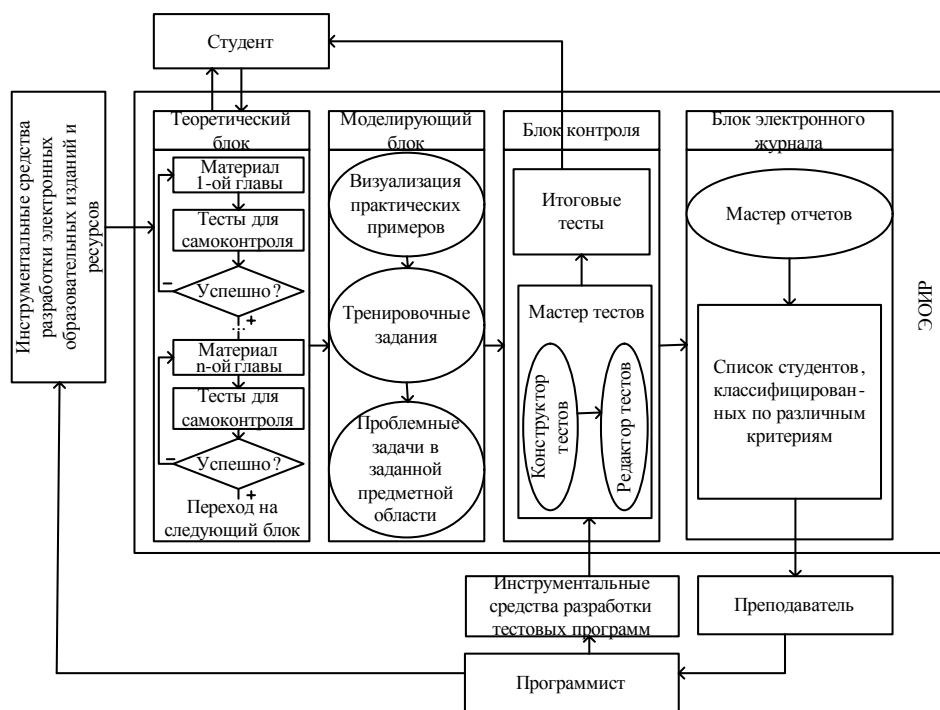 Студент
Инструментальные средства
разработки электронных
образовательных изданий и
ресурсов
Теоретический
блок
Материал
1-ой главы
Тесты для
самоконтроля
Успешно?
–
+
...
Материал
n-ой главы
Тесты для
самоконтроля
Успешно?
–
+
Переход на
следующий блок
Моделирующий
блок
Визуализация
практических
примеров
Тренировочные
задания
Проблемные
задачи в
заданной
предметной
области
Блок контроля
Итоговые
тесты
Мастер тестов
Конструктор
тестов
Редактор тестов
Блок электронного
журнала
Мастер отчетов
Список студентов,
классифицирован-
ных по различным
критериям
ЭОИР
Инструментальные
средства разработки
тестовых программ
Преподаватель
Программист